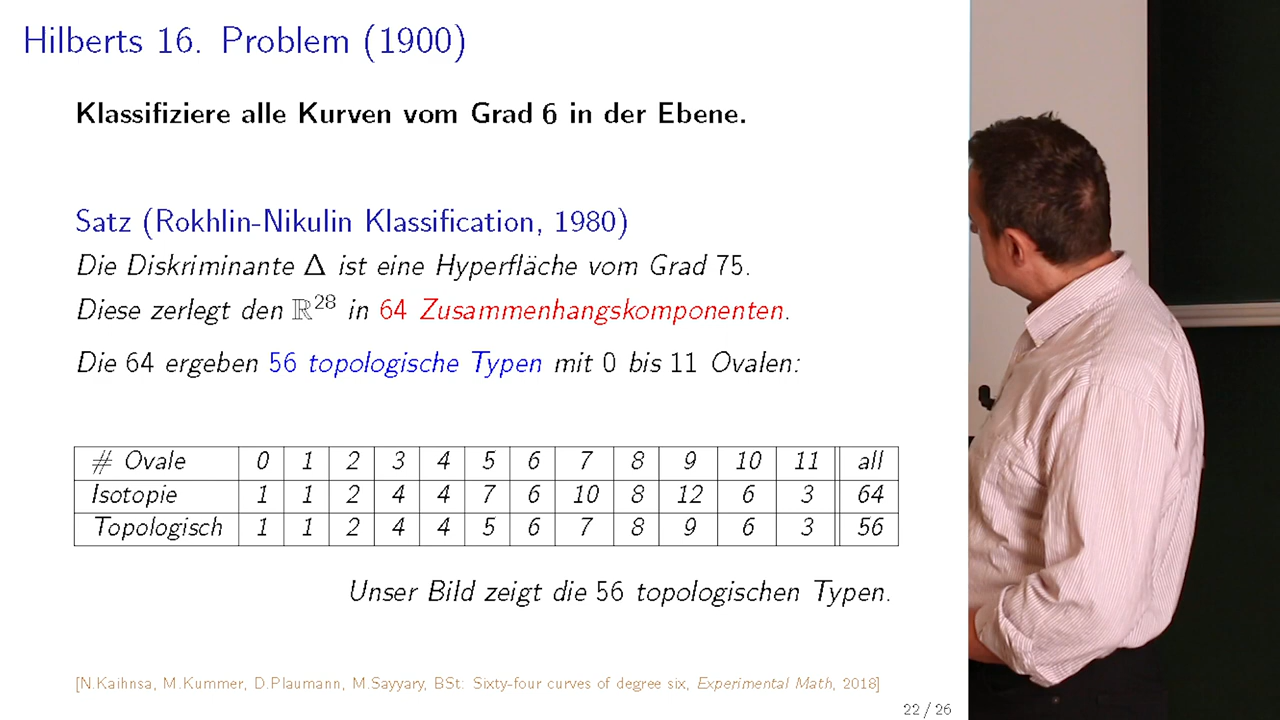 Hilberts 16. Problem (1900)
Klassifiziere alle Kurven vom Grad 6 in der Ebene.
Satz (Rokhlin-Nikulin Klassification, 1980)
Die Diskriminante Δ ist eine Hyperfläche vom Grad 75.
Diese zerlegt den ℝ²⁸ in 64 Zusammenhangskomponenten.
Die 64 ergeben 56 topologische Typen mit 0 bis 11 Ovalen:
# Ovale 0 1 2 3 4 5 6 7 8 9 10 11 all
Isotopie 1 1 2 4 4 7 6 10 8 12 6 3 64
Topologisch 1 1 2 4 4 5 6 7 8 9 6 3 56
Unser Bild zeigt die 56 topologischen Typen.
[N.Kaihnsa, M.Kummer, D.Plaumann, M.Sayyary, BSt: Sixty-four curves of degree six, Experimental Math, 2018]
22 / 26